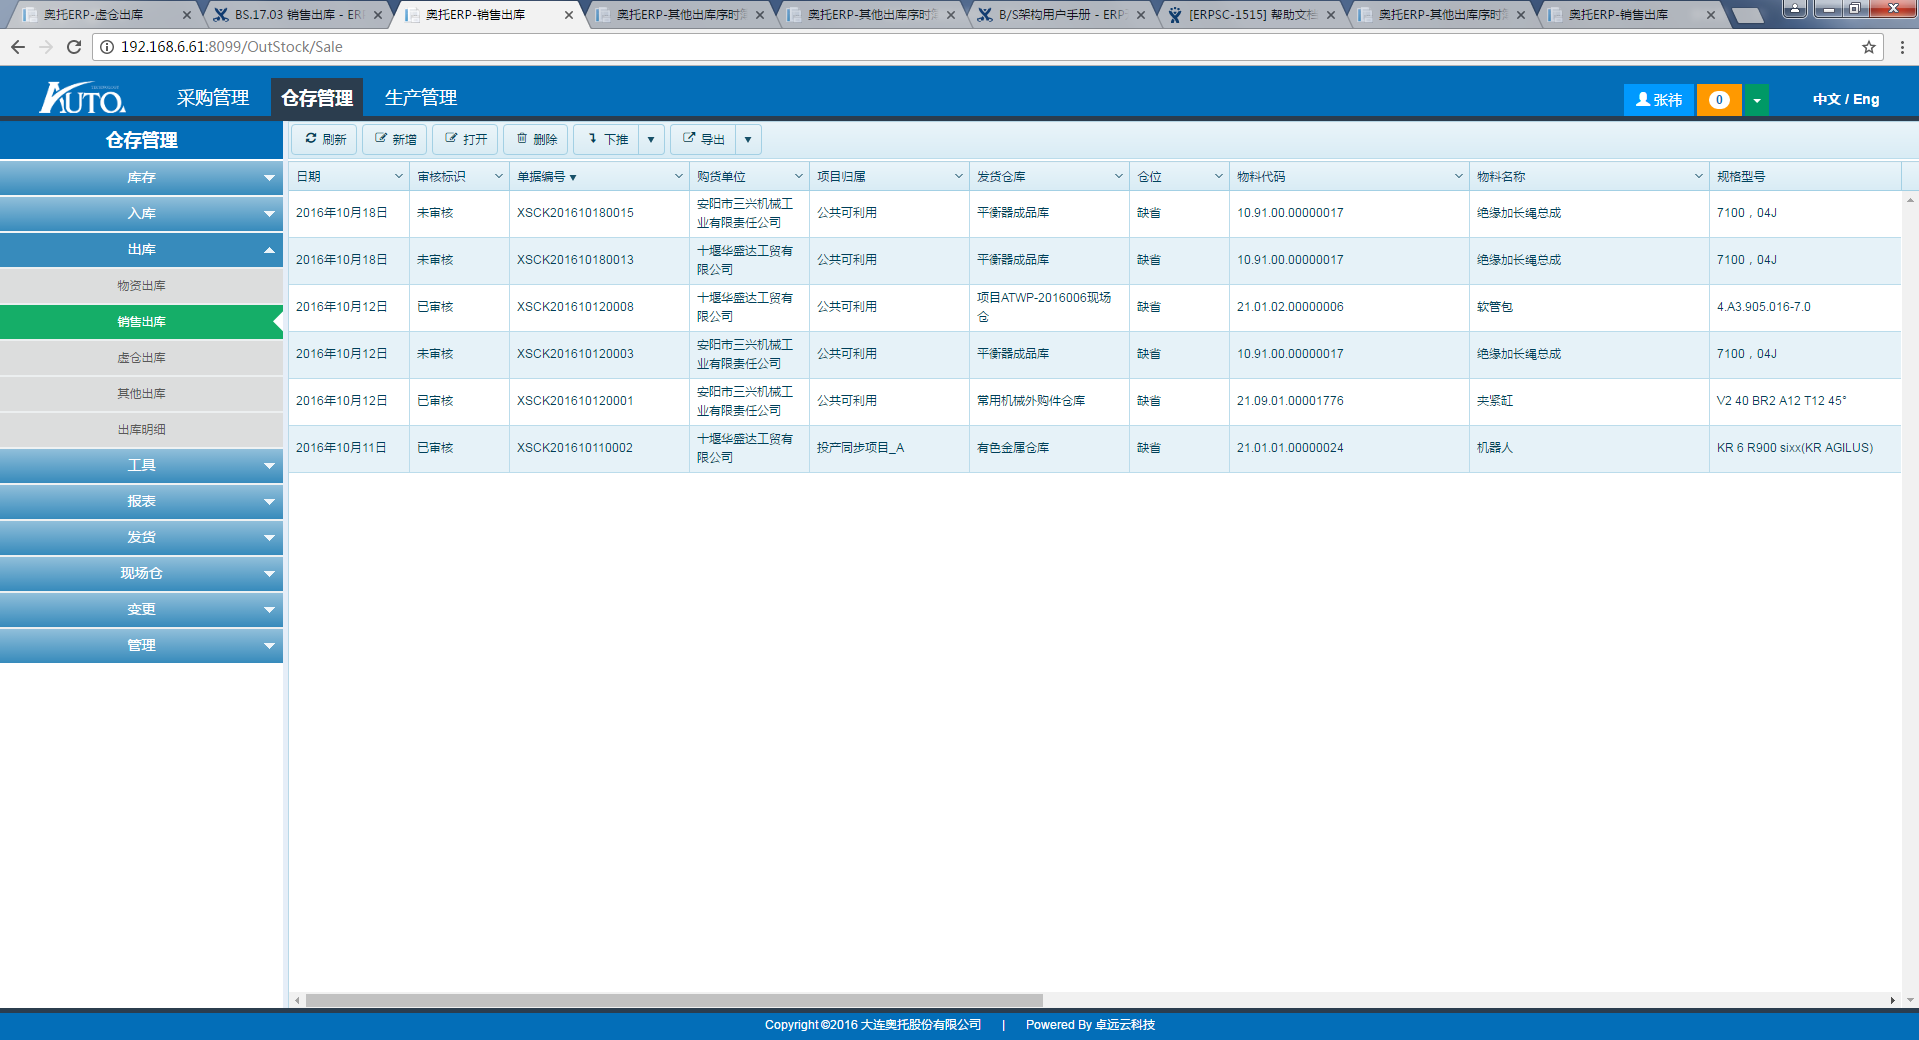 奥托ERP-虚仓出库
BS.17.03 销售出库 - ER
奥托ERP-销售出库
奥托ERP-其他出库序时
奥托ERP-其他出库序时
B/S架构用户手册 - ERP
[ERPSC-1515] 帮助文档
奥托ERP-其他出库序时
奥托ERP-销售出库
192.168.6.61:8099/OutStock/Sale
AUTO.
采购管理
仓存管理
生产管理
张祎
0
中文 / Eng
仓存管理
库存
入库
出库
物资出库
销售出库
虚仓出库
其他出库
出库明细
工具
报表
发货
现场仓
变更
管理
刷新 新增 打开 删除 下推 导出
日期 审核标识 单据编号 购货单位 项目归属 发货仓库 仓位 物料代码 物料名称 规格型号
2016年10月18日 未审核 XSCK201610180015 安阳市三兴机械工业有限责任公司 公共可利用 平衡器成品库 缺省 10.91.00.00000017 绝缘加长绳总成 7100，04J
2016年10月18日 未审核 XSCK201610180013 十堰华盛达工贸有限公司 公共可利用 平衡器成品库 缺省 10.91.00.00000017 绝缘加长绳总成 7100，04J
2016年10月12日 已审核 XSCK201610120008 十堰华盛达工贸有限公司 公共可利用 项目ATWP-2016006现场仓 缺省 21.01.02.00000006 软管包 4.A3.905.016-7.0
2016年10月12日 未审核 XSCK201610120003 安阳市三兴机械工业有限责任公司 公共可利用 平衡器成品库 缺省 10.91.00.00000017 绝缘加长绳总成 7100，04J
2016年10月12日 已审核 XSCK201610120001 安阳市三兴机械工业有限责任公司 公共可利用 常用机械外购件仓库 缺省 21.09.01.00001776 夹紧缸 V2 40 BR2 A12 T12 45°
2016年10月11日 已审核 XSCK201610110002 十堰华盛达工贸有限公司 投产同步项目_A 有色金属仓库 缺省 21.01.01.00000024 机器人 KR 6 R900 sixx(KR AGILUS)
Copyright ©2016 大连奥托股份有限公司 | Powered By 卓远云科技